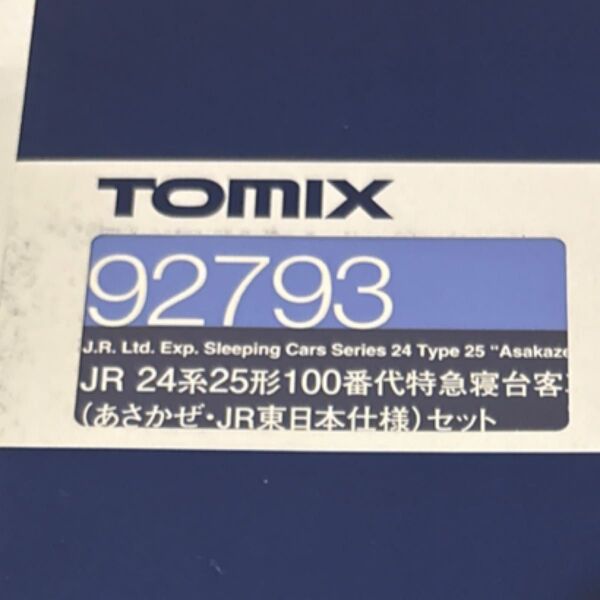 TOMIX
92793
J.R. Ltd. Exp. Sleeping Cars Series 24 Type 25 "Asakaze
JR 24系25形100番代特急寝台客
(あさかぜ・JR東日本仕様)セット